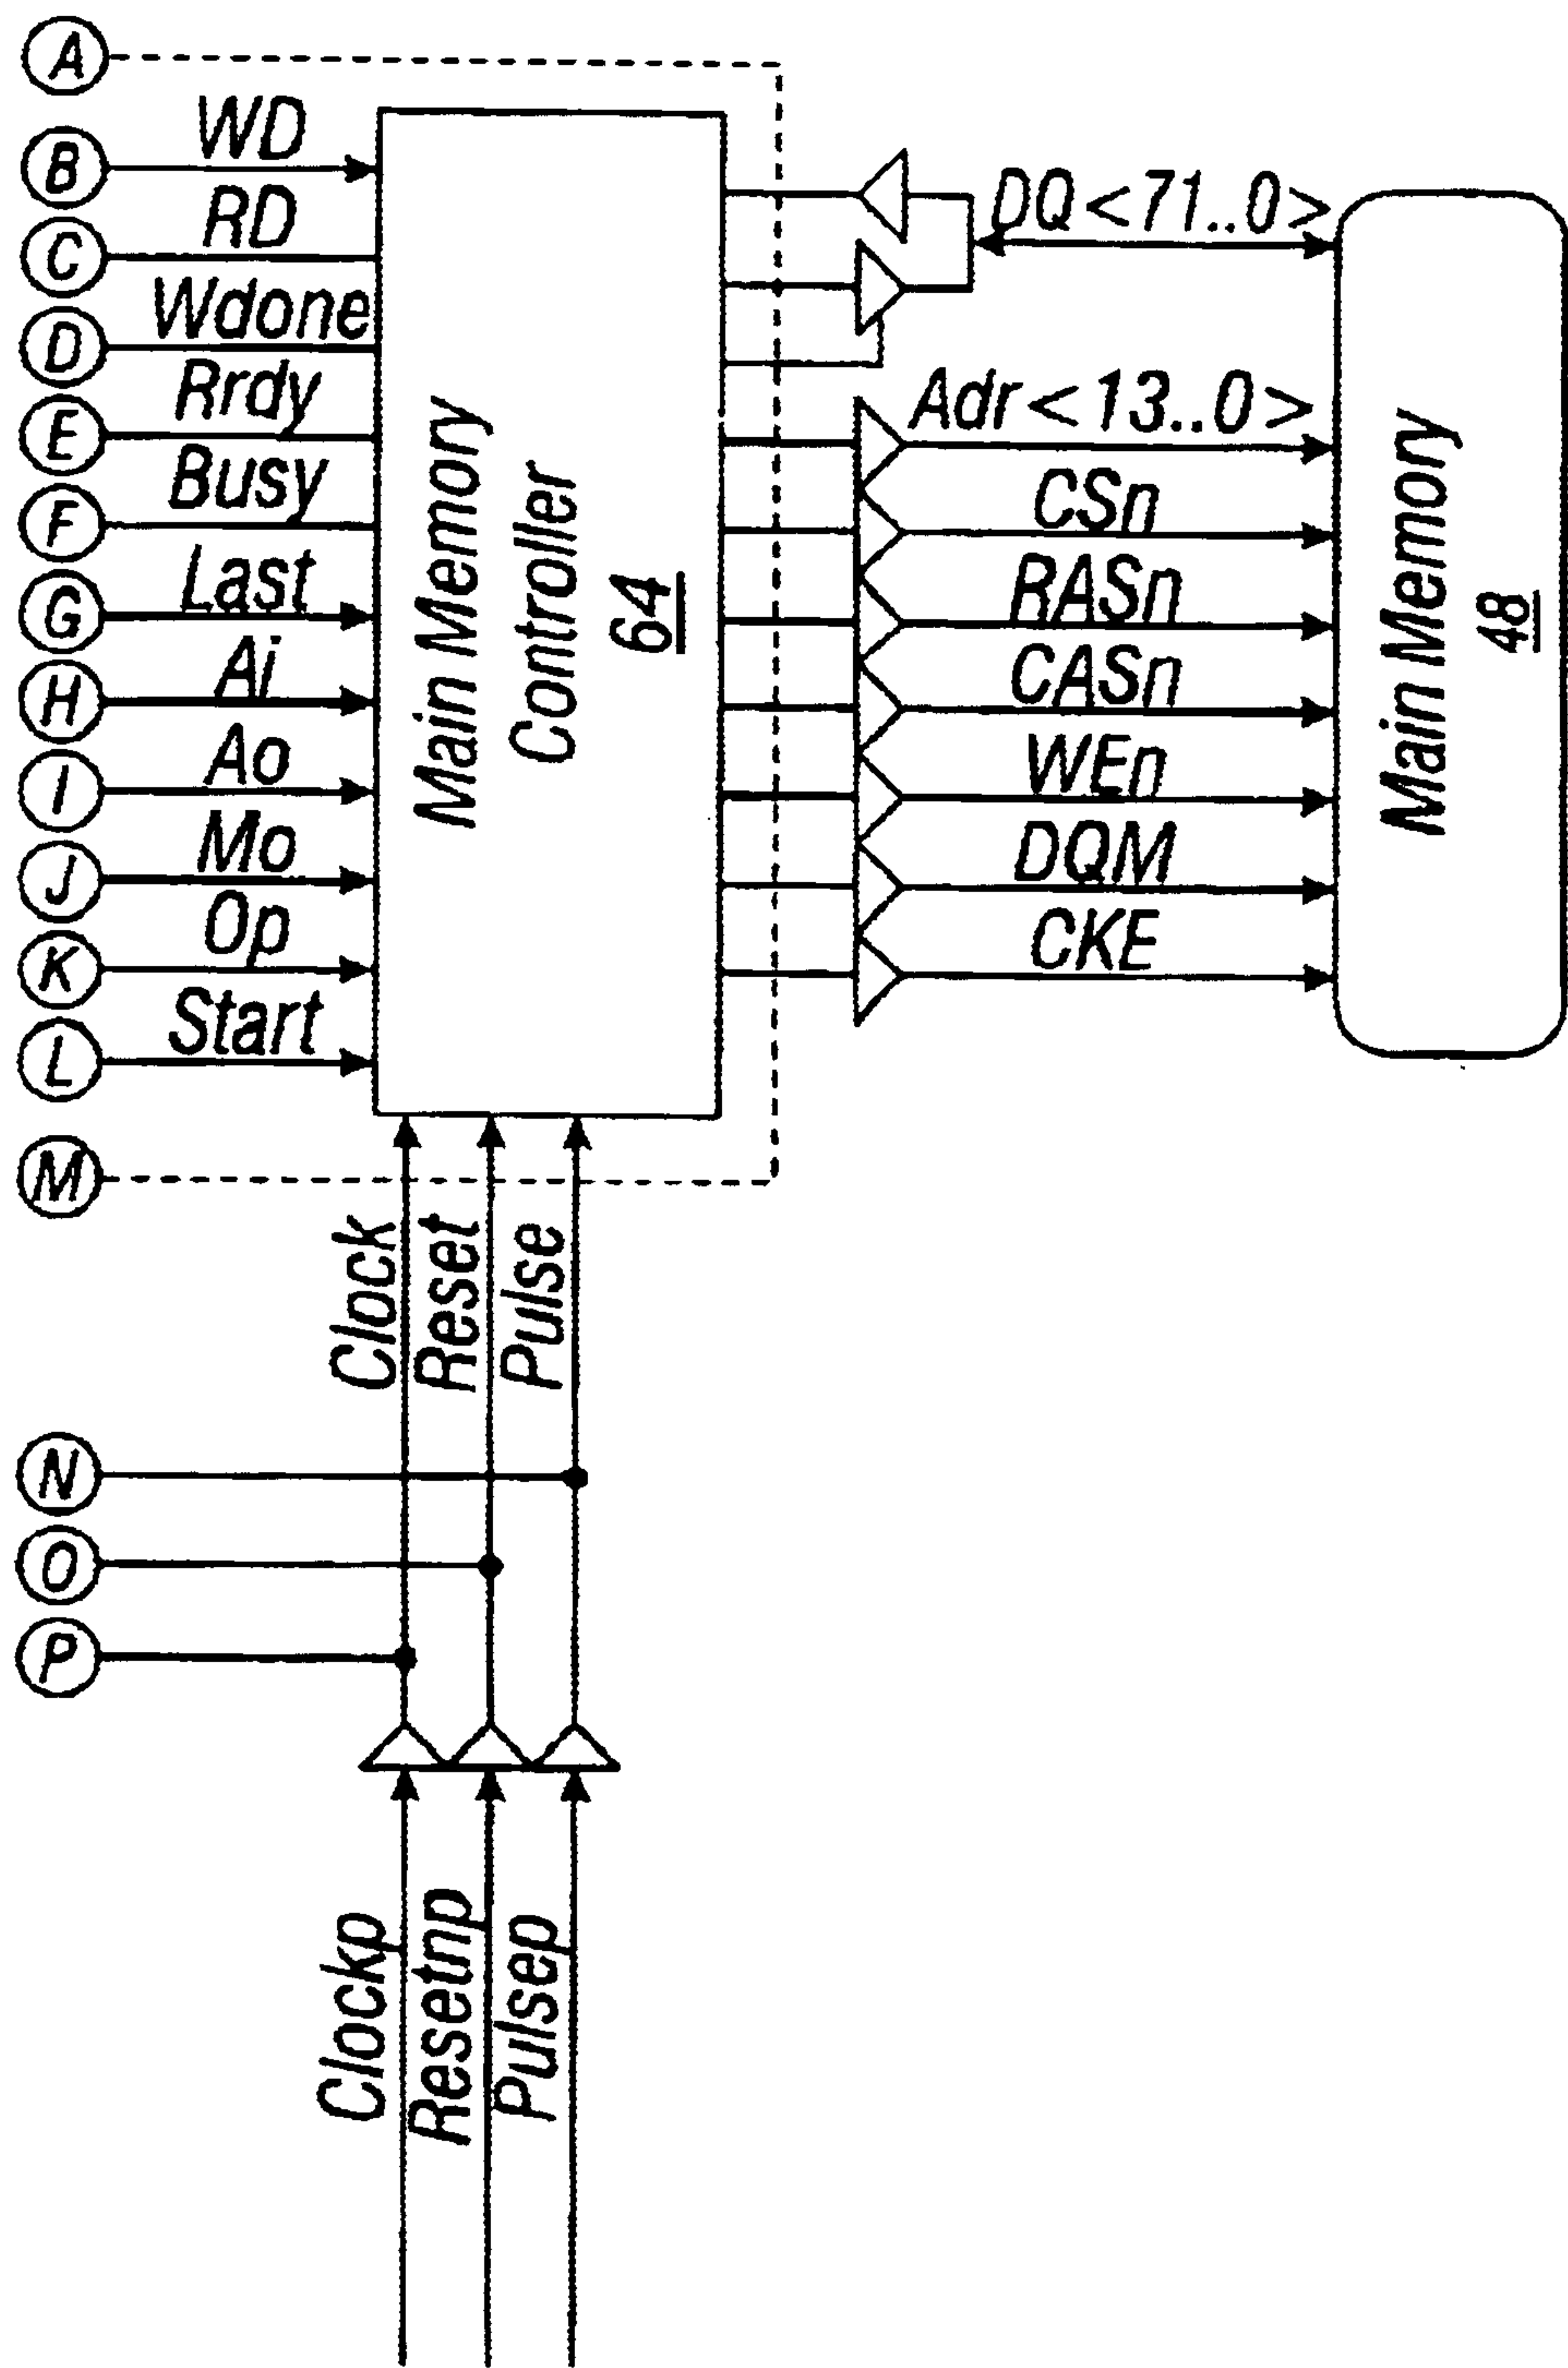 A
B WD
C RD
D Wdone
E Rrdy
F Busy
G Last
H Ai
I Ao
J Mo
K Op
L Start
M
Main Memory
Controller
64
DQ<71..0>
Adr<13..0>
CSn
RASn
CASn
WEn
DQM
CKE
Main Memory
48
Clock
Reset
Pulse
N
O
P
Clockp
Resetnp
Pulsep